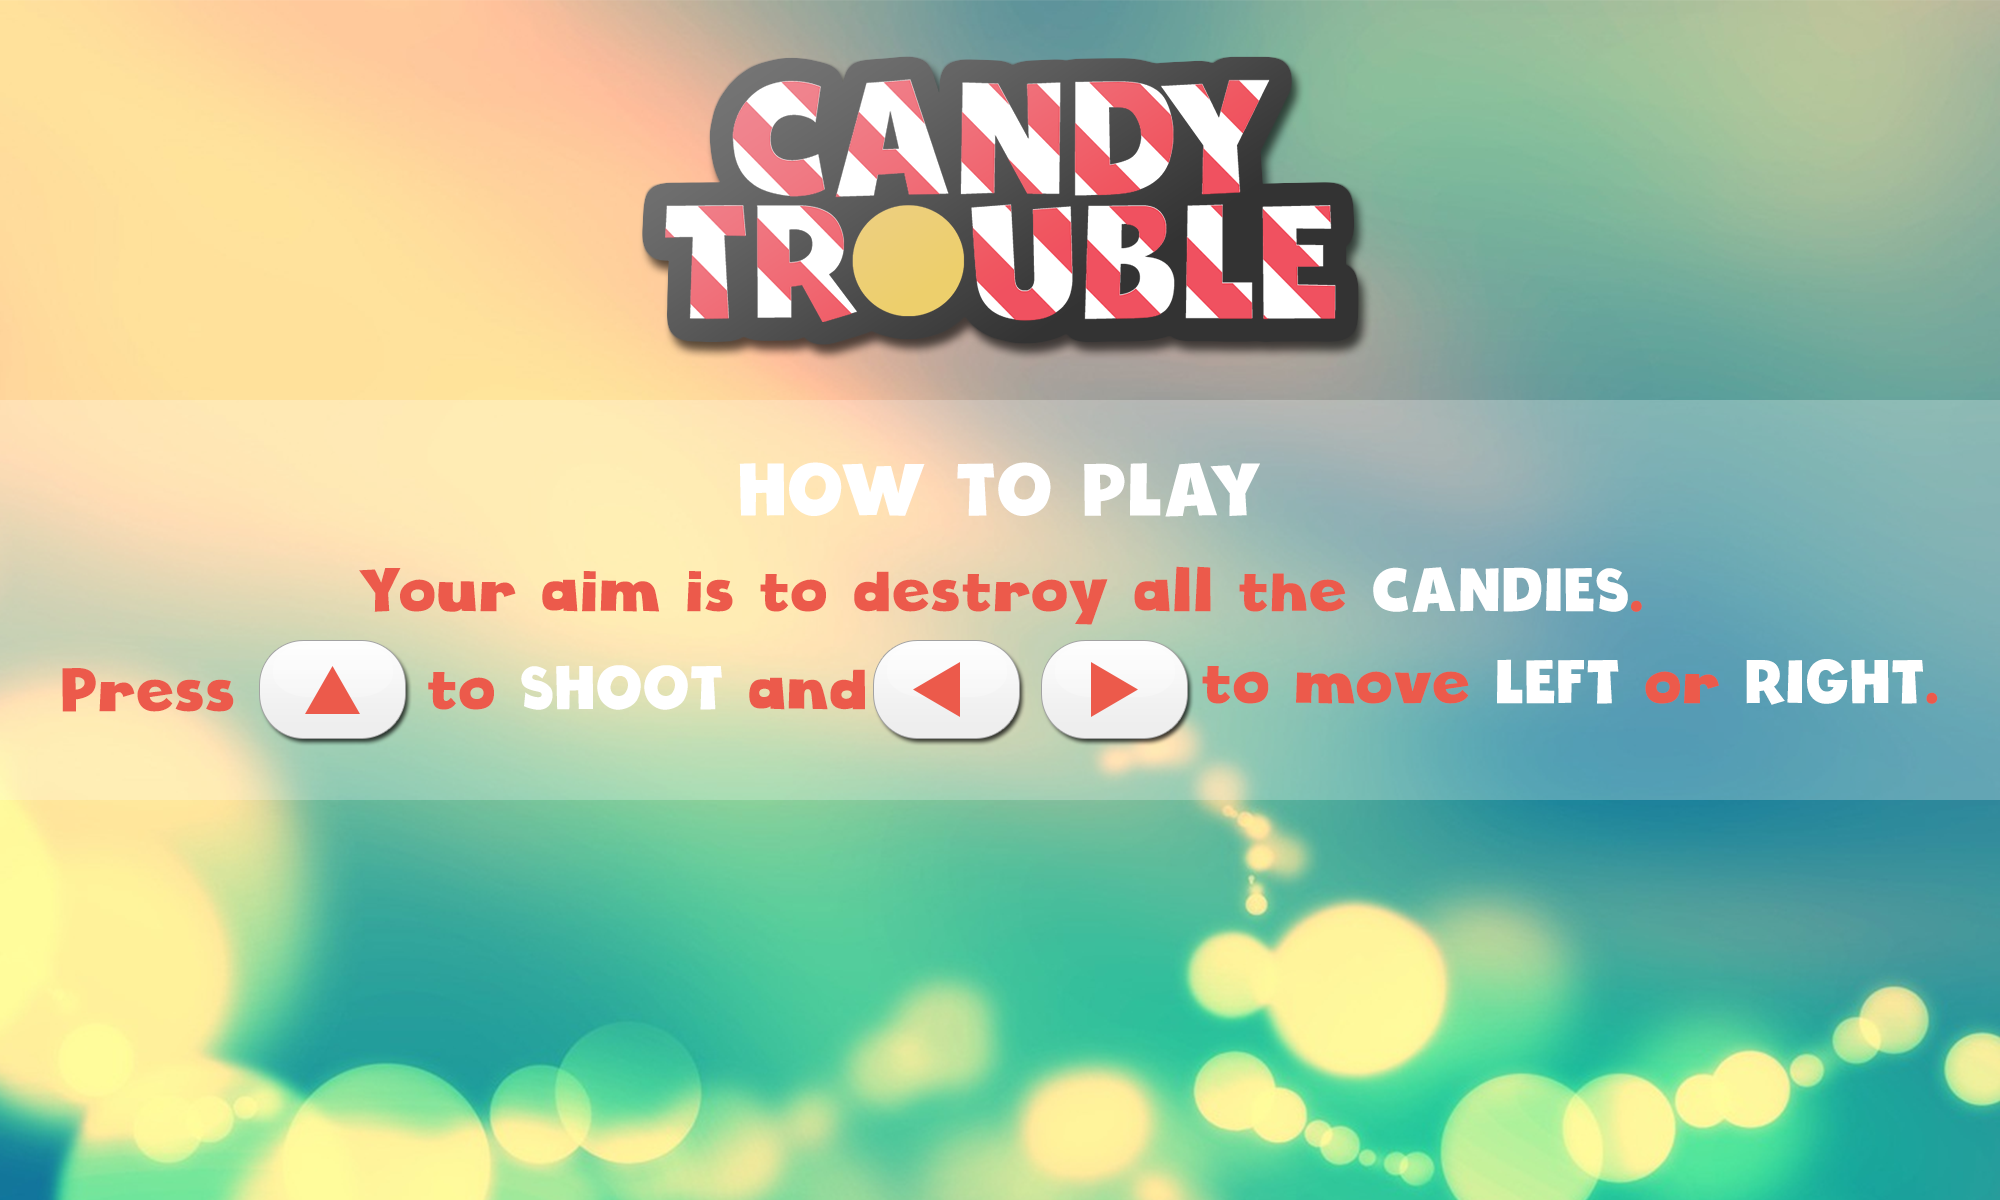 CANDY
TROUBLE
HOW TO PLAY
Your aim is to destroy all the CANDIES.
Press ▲ to SHOOT and ◀ ▶ to move LEFT or RIGHT.